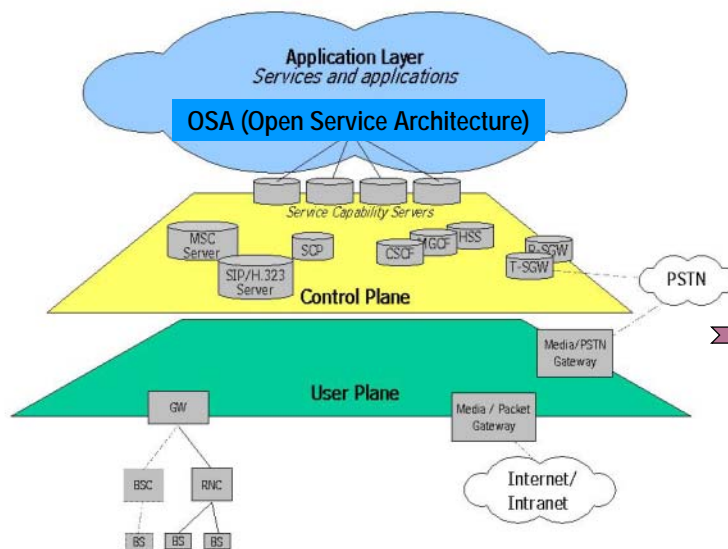 Application Layer
Services and applications
OSA (Open Service Architecture)
Service Capability Servers
MSC
Server
SCP
SIP/H.323
Server
CSCF
MGCF
HSS
R-SGW
T-SGW
Control Plane
PSTN
Media/PSTN
Gateway
User Plane
GW
Media / Packet
Gateway
BSC
RNC
Internet/
Intranet
BS
BS
BS